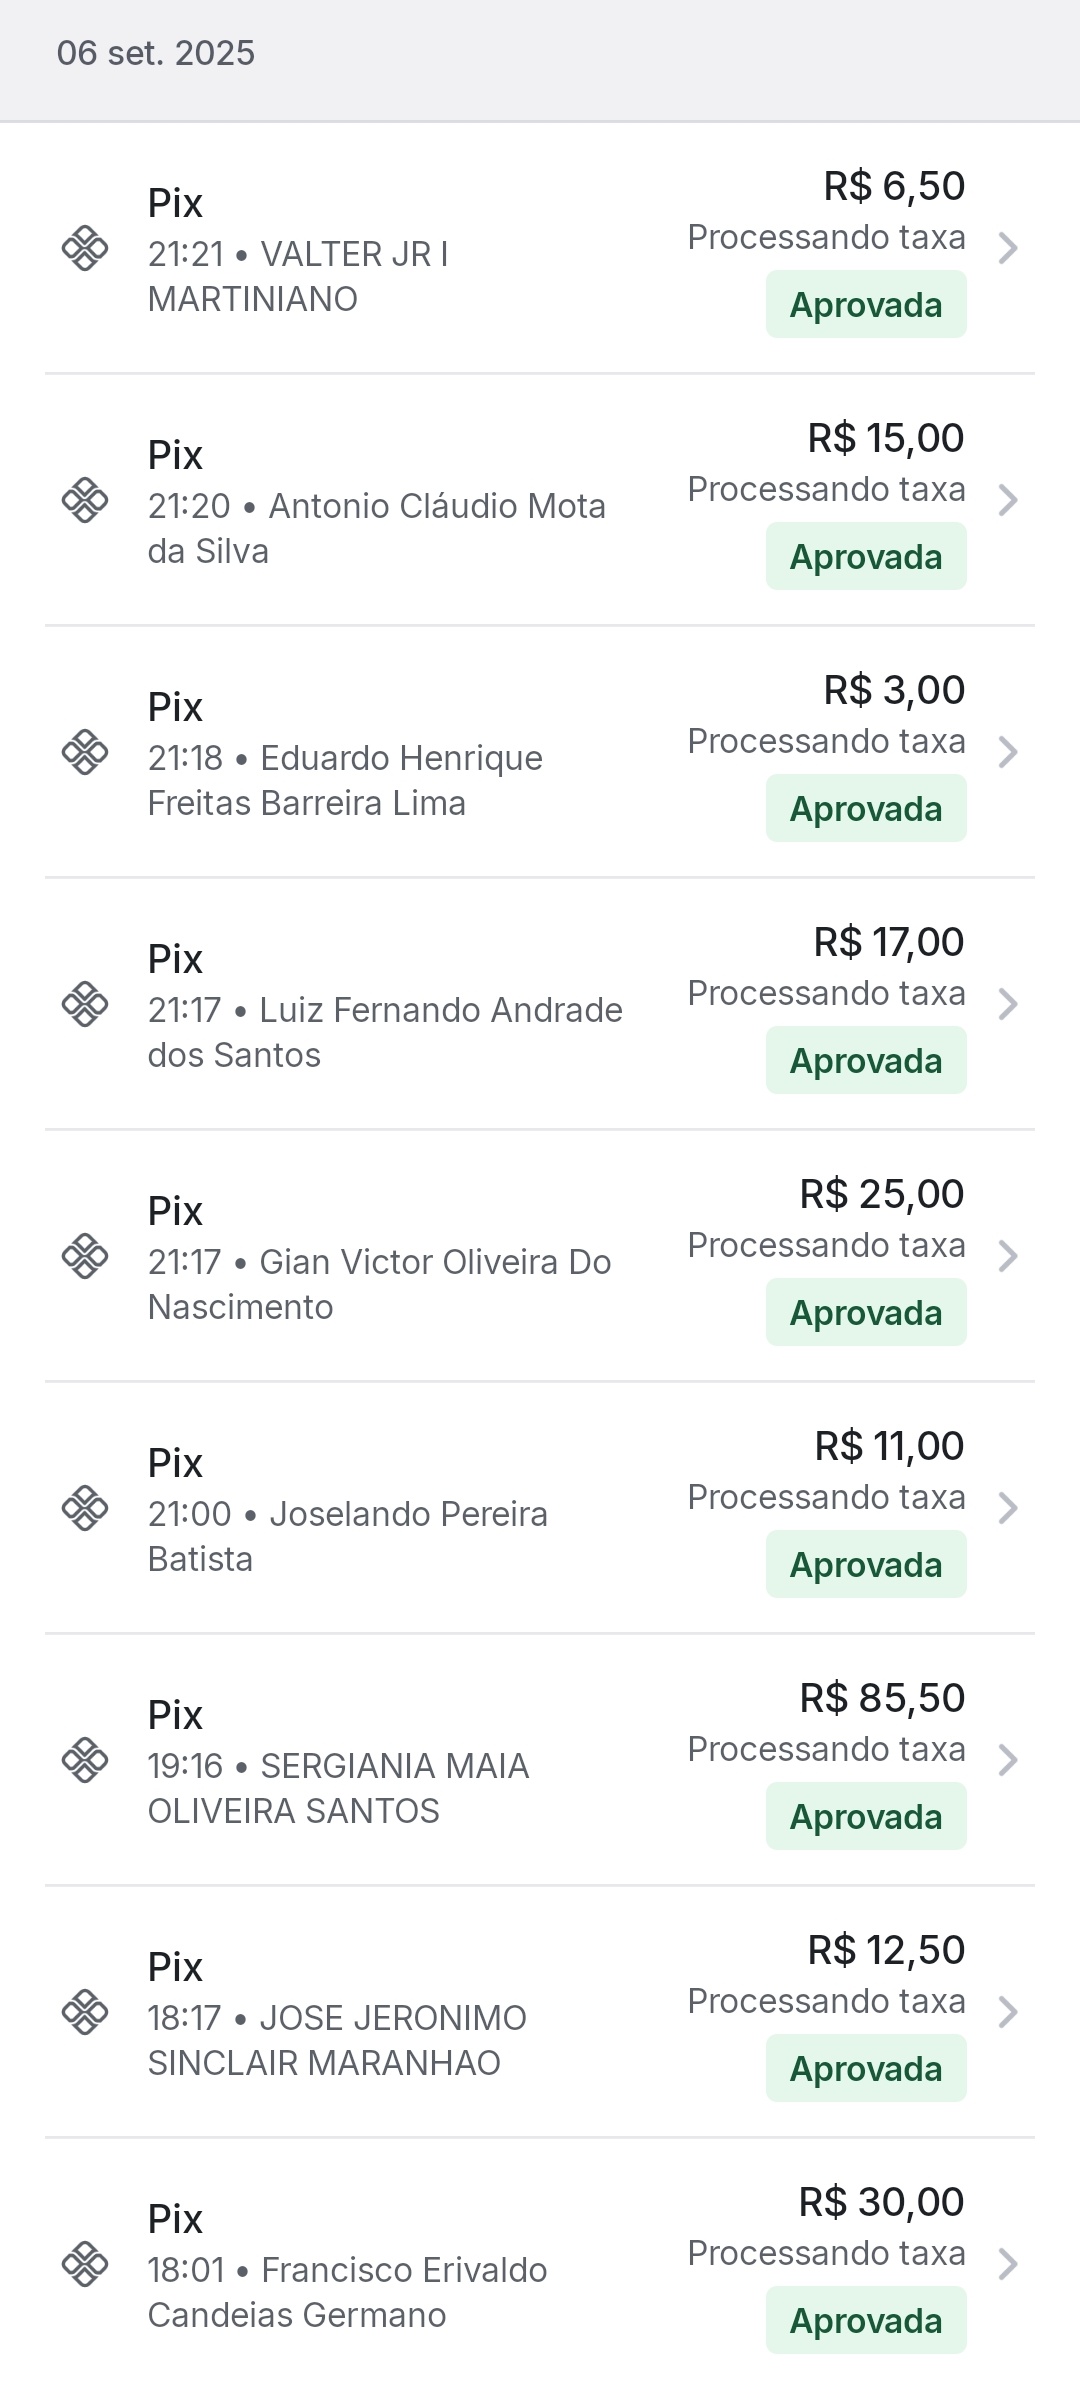 06 set. 2025
Pix
21:21 • VALTER JR I
MARTINIANO
R$ 6,50
Processando taxa
Aprovada
Pix
21:20 • Antonio Cláudio Mota
da Silva
R$ 15,00
Processando taxa
Aprovada
Pix
21:18 • Eduardo Henrique
Freitas Barreira Lima
R$ 3,00
Processando taxa
Aprovada
Pix
21:17 • Luiz Fernando Andrade
dos Santos
R$ 17,00
Processando taxa
Aprovada
Pix
21:17 • Gian Victor Oliveira Do
Nascimento
R$ 25,00
Processando taxa
Aprovada
Pix
21:00 • Joselando Pereira
Batista
R$ 11,00
Processando taxa
Aprovada
Pix
19:16 • SERGIANIA MAIA
OLIVEIRA SANTOS
R$ 85,50
Processando taxa
Aprovada
Pix
18:17 • JOSE JERONIMO
SINCLAIR MARANHAO
R$ 12,50
Processando taxa
Aprovada
Pix
18:01 • Francisco Erivaldo
Candeias Germano
R$ 30,00
Processando taxa
Aprovada